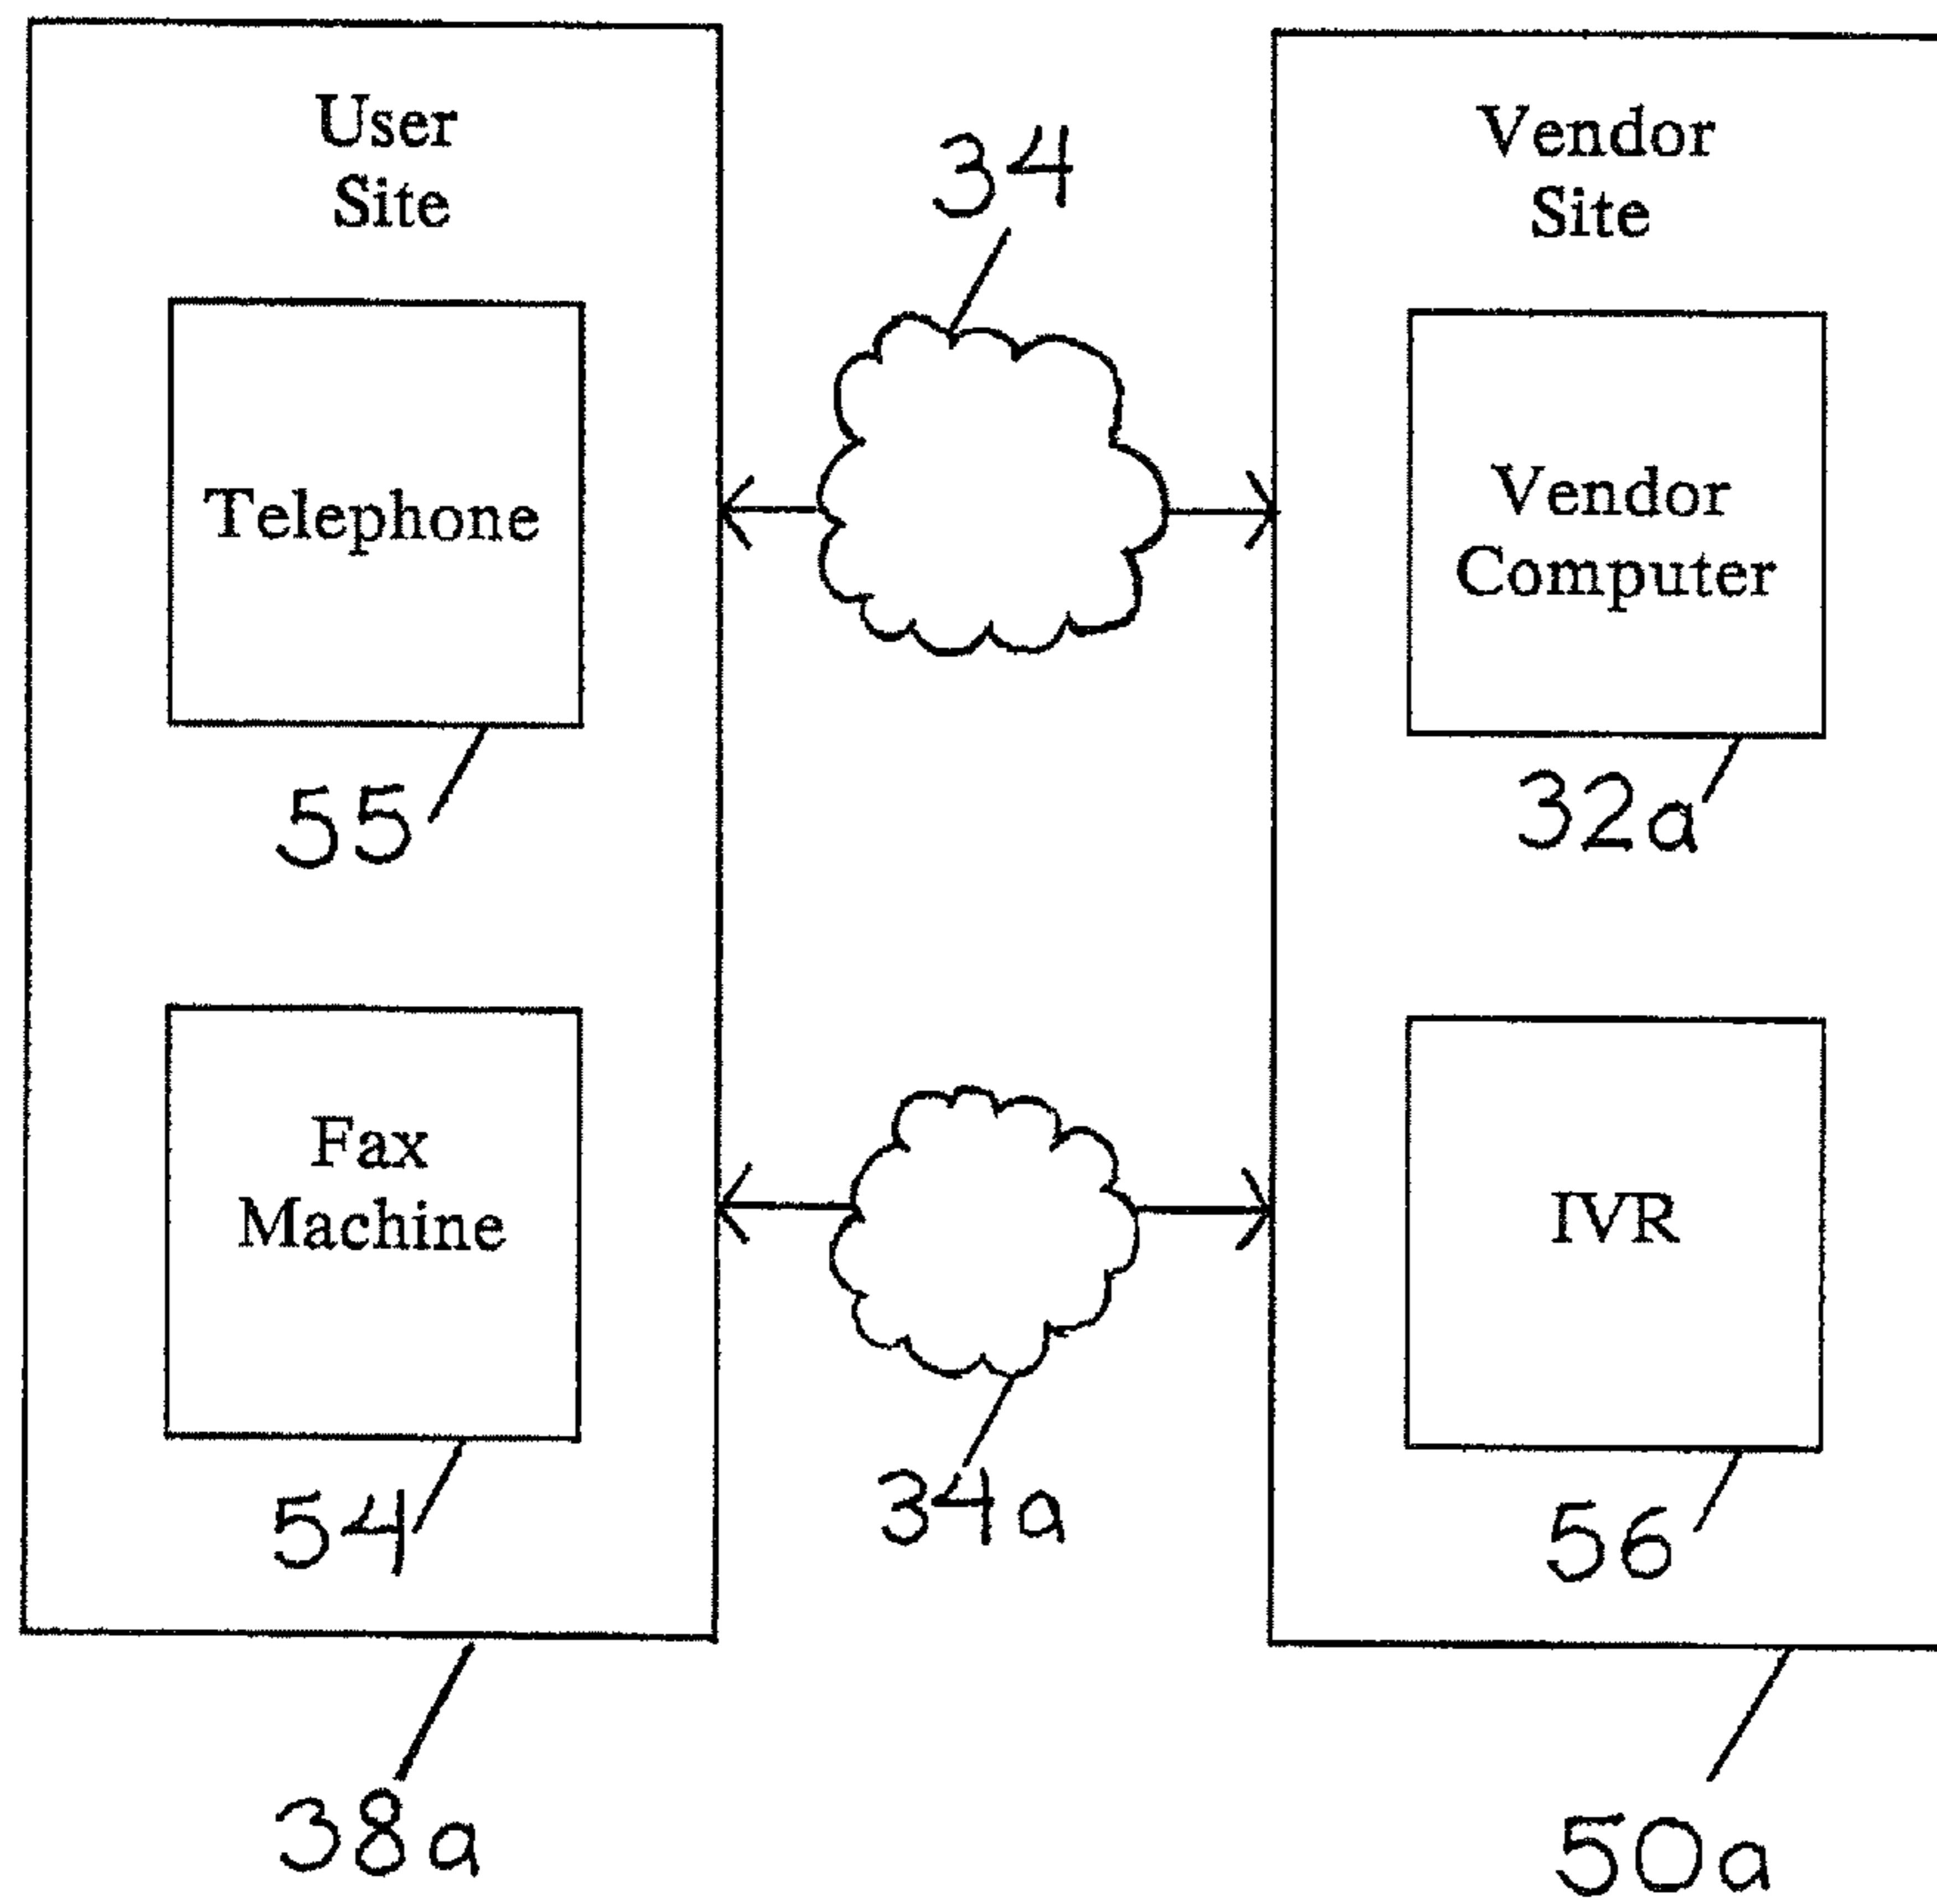 User
Site
Telephone
55
Fax
Machine
54
38a
34
34a
Vendor
Site
Vendor
Computer
32a
IVR
56
50a